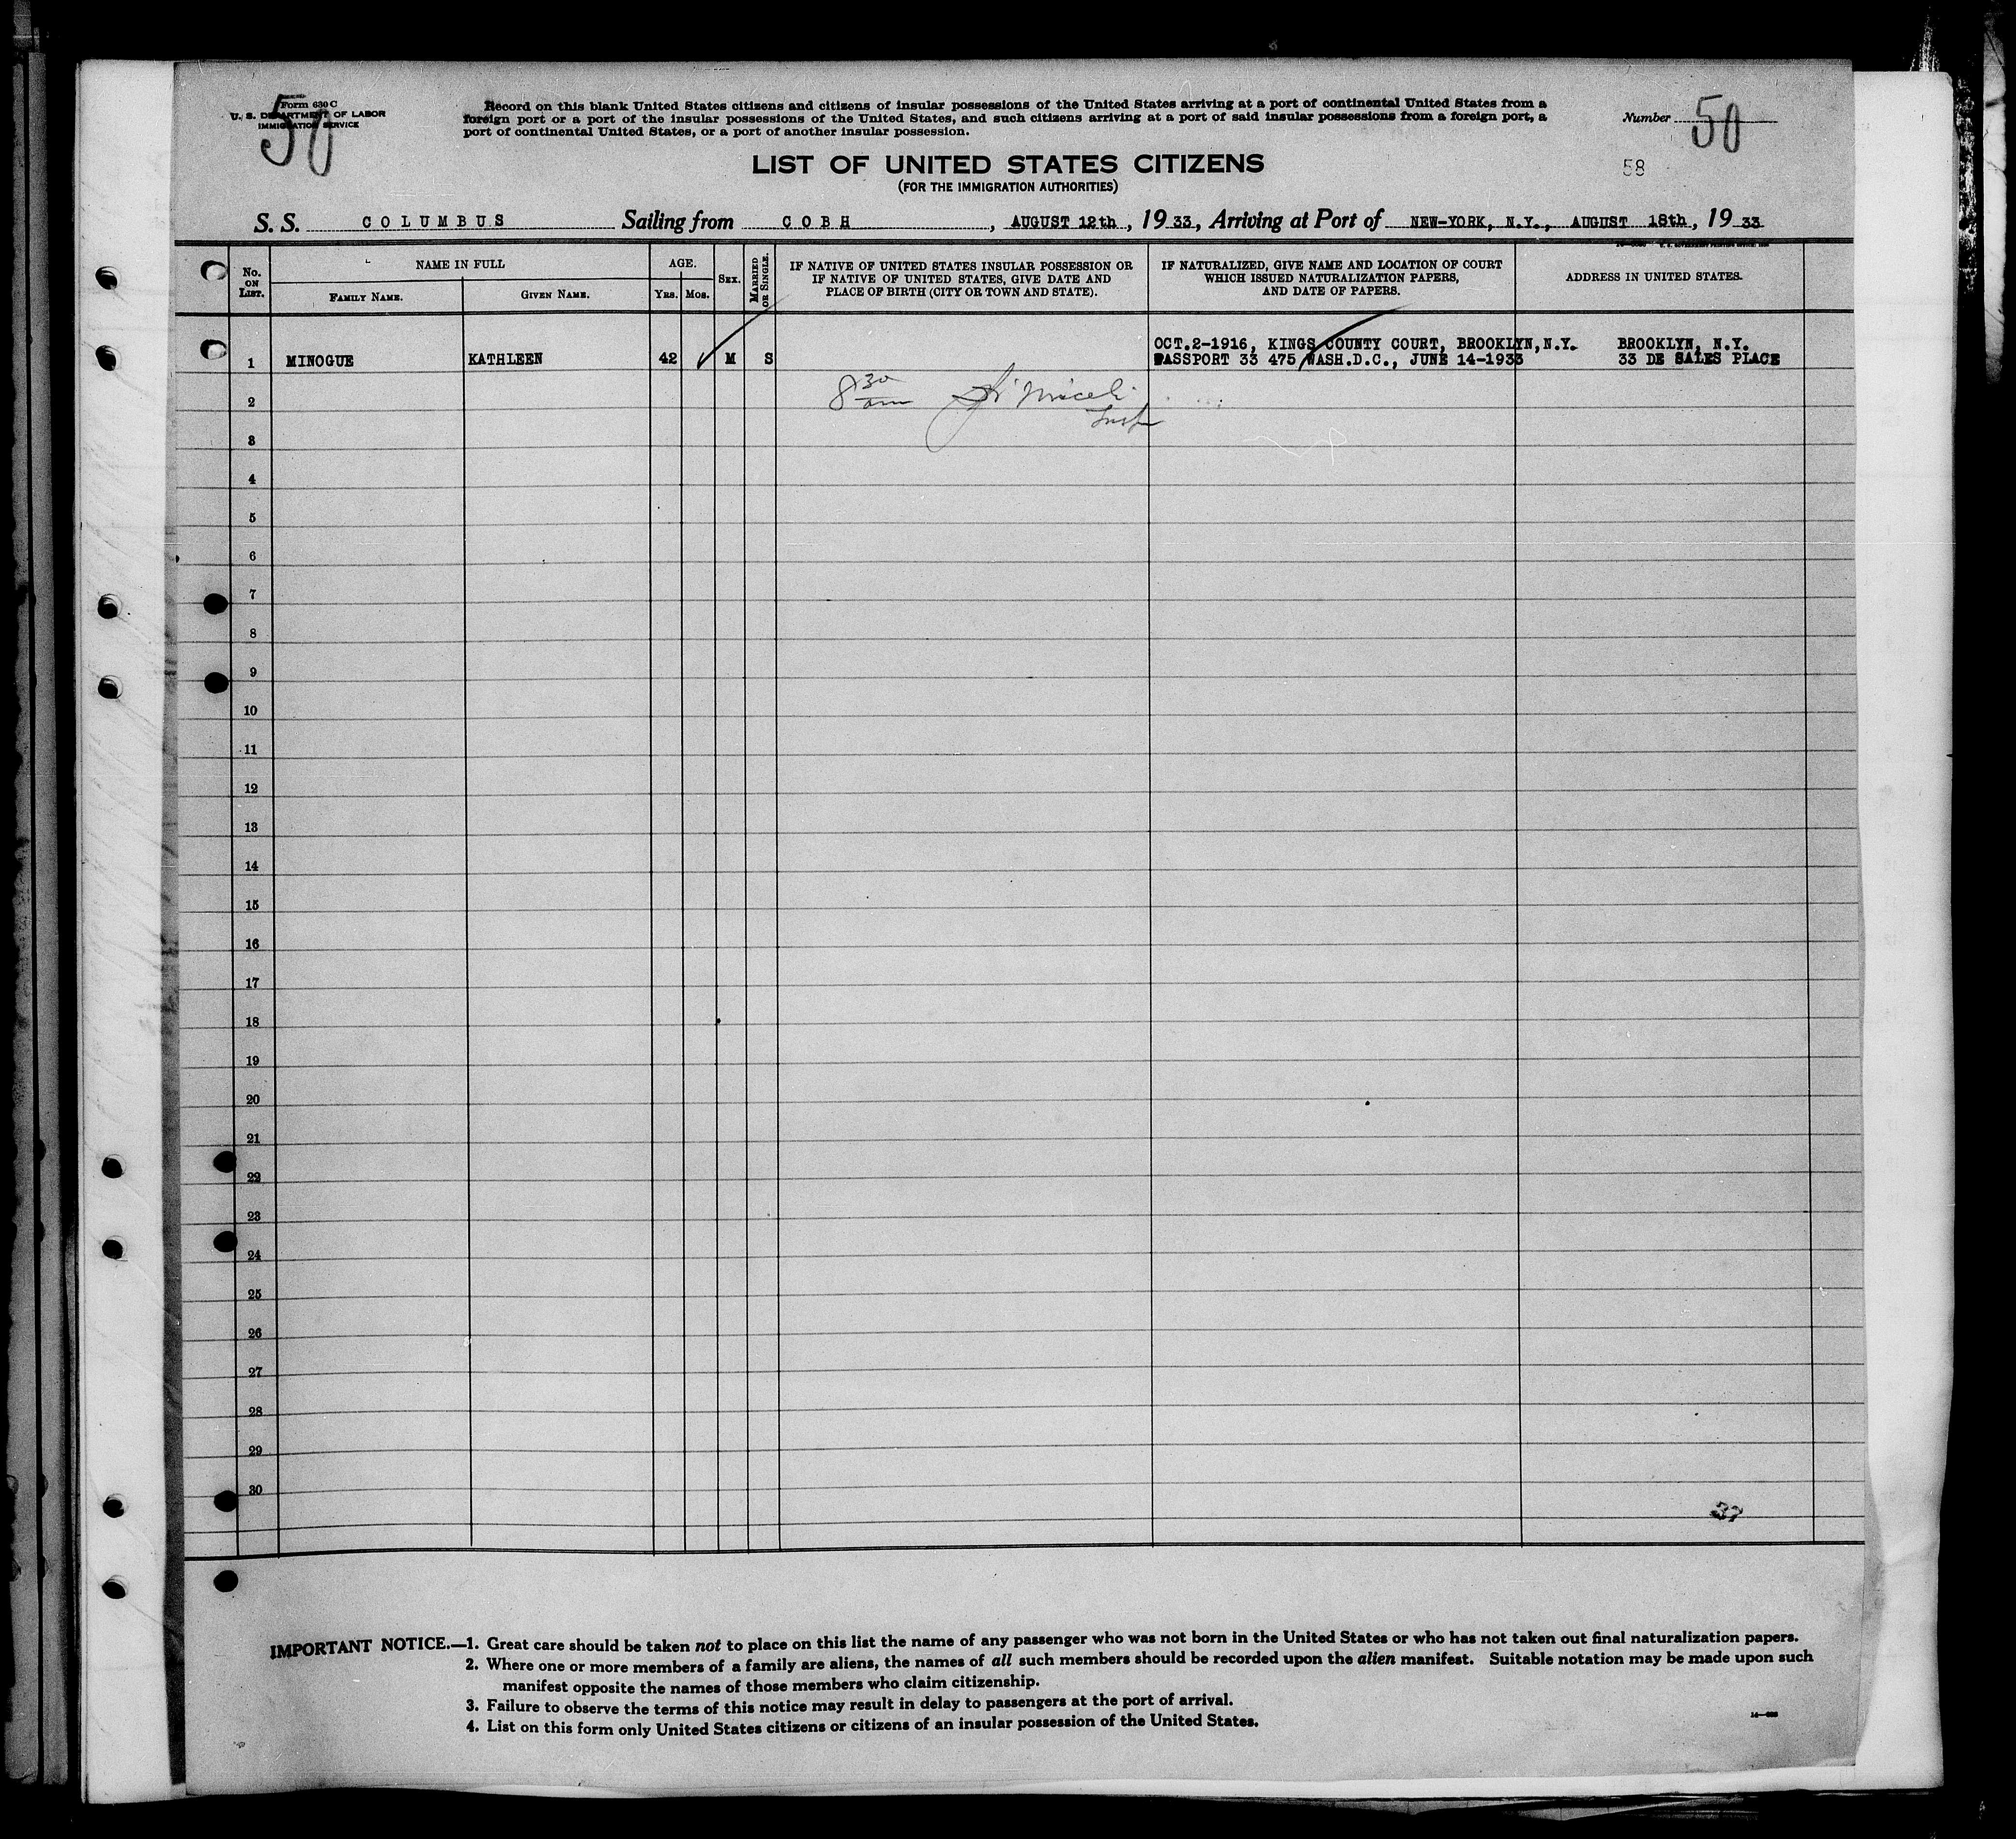 Form 630 C
U. S. DEPARTMENT OF LABOR
IMMIGRATION SERVICE
50
Record on this blank United States citizens and citizens of insular possessions of the United States arriving at a port of continental United States from a
foreign port or a port of the insular possessions of the United States, and such citizens arriving at a port of said insular possessions from a foreign port, a
port of continental United States, or a port of another insular possession.
Number 50
58
LIST OF UNITED STATES CITIZENS
(FOR THE IMMIGRATION AUTHORITIES)
S. S. COLUMBUS Sailing from COBH, AUGUST 12th, 1933, Arriving at Port of NEW-YORK, N.Y., AUGUST 18th, 1933
No. ON LIST.
NAME IN FULL
FAMILY NAME.
GIVEN NAME.
AGE.
YRS. MOS.
SEX.
MARRIED OR SINGLE.
IF NATIVE OF UNITED STATES INSULAR POSSESSION OR
IF NATIVE OF UNITED STATES, GIVE DATE AND
PLACE OF BIRTH (CITY OR TOWN AND STATE).
IF NATURALIZED, GIVE NAME AND LOCATION OF COURT
WHICH ISSUED NATURALIZATION PAPERS,
AND DATE OF PAPERS.
ADDRESS IN UNITED STATES.
OCT.2-1916, KINGS COUNTY COURT, BROOKLYN,N.Y. BROOKLYN, N.Y.
1 MINOGUE KATHLEEN 42 M S PASSPORT 33 475 WASH.D.C., JUNE 14-1933 33 DE SALES PLACE
8 30 am
Insp
2
3
4
5
6
7
8
9
10
11
12
13
14
15
16
17
18
19
20
21
22
23
24
25
26
27
28
29
30
37
IMPORTANT NOTICE.—1. Great care should be taken not to place on this list the name of any passenger who was not born in the United States or who has not taken out final naturalization papers.
2. Where one or more members of a family are aliens, the names of all such members should be recorded upon the alien manifest. Suitable notation may be made upon such
manifest opposite the names of those members who claim citizenship.
3. Failure to observe the terms of this notice may result in delay to passengers at the port of arrival.
4. List on this form only United States citizens or citizens of an insular possession of the United States.